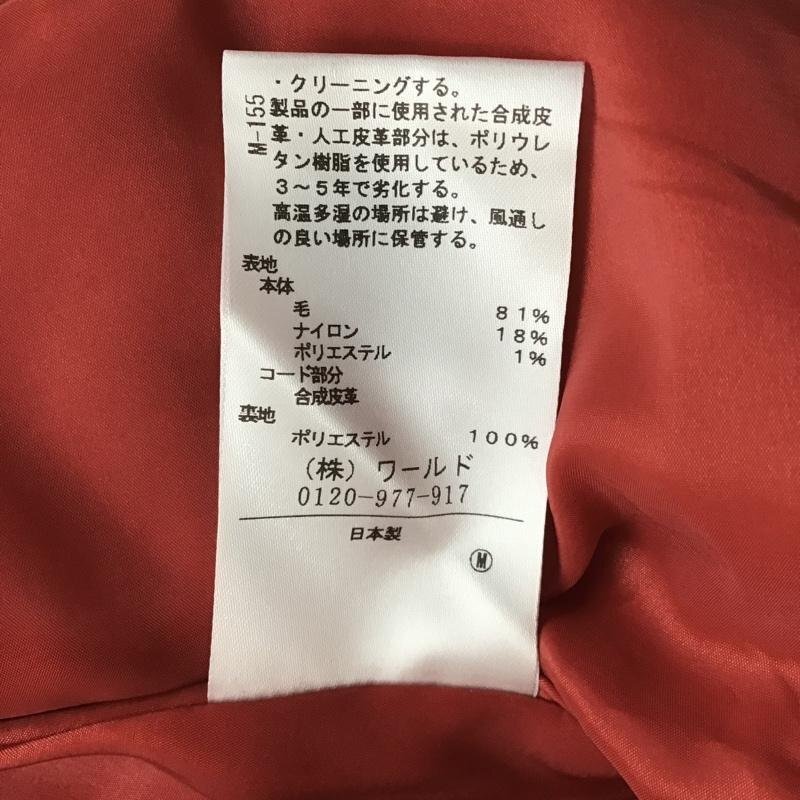 ・クリーニングする。
製品の一部に使用された合成皮
革・人工皮革部分は、ポリウレ
タン樹脂を使用しているため、
3〜5年で劣化する。
高温多湿の場所は避け、風通し
の良い場所に保管する。
M-155
表地
本体
毛 81%
ナイロン 18%
ポリエステル 1%
コード部分
合成皮革
裏地
ポリエステル 100%
(株) ワールド
0120-977-917
日本製
Ⓜ